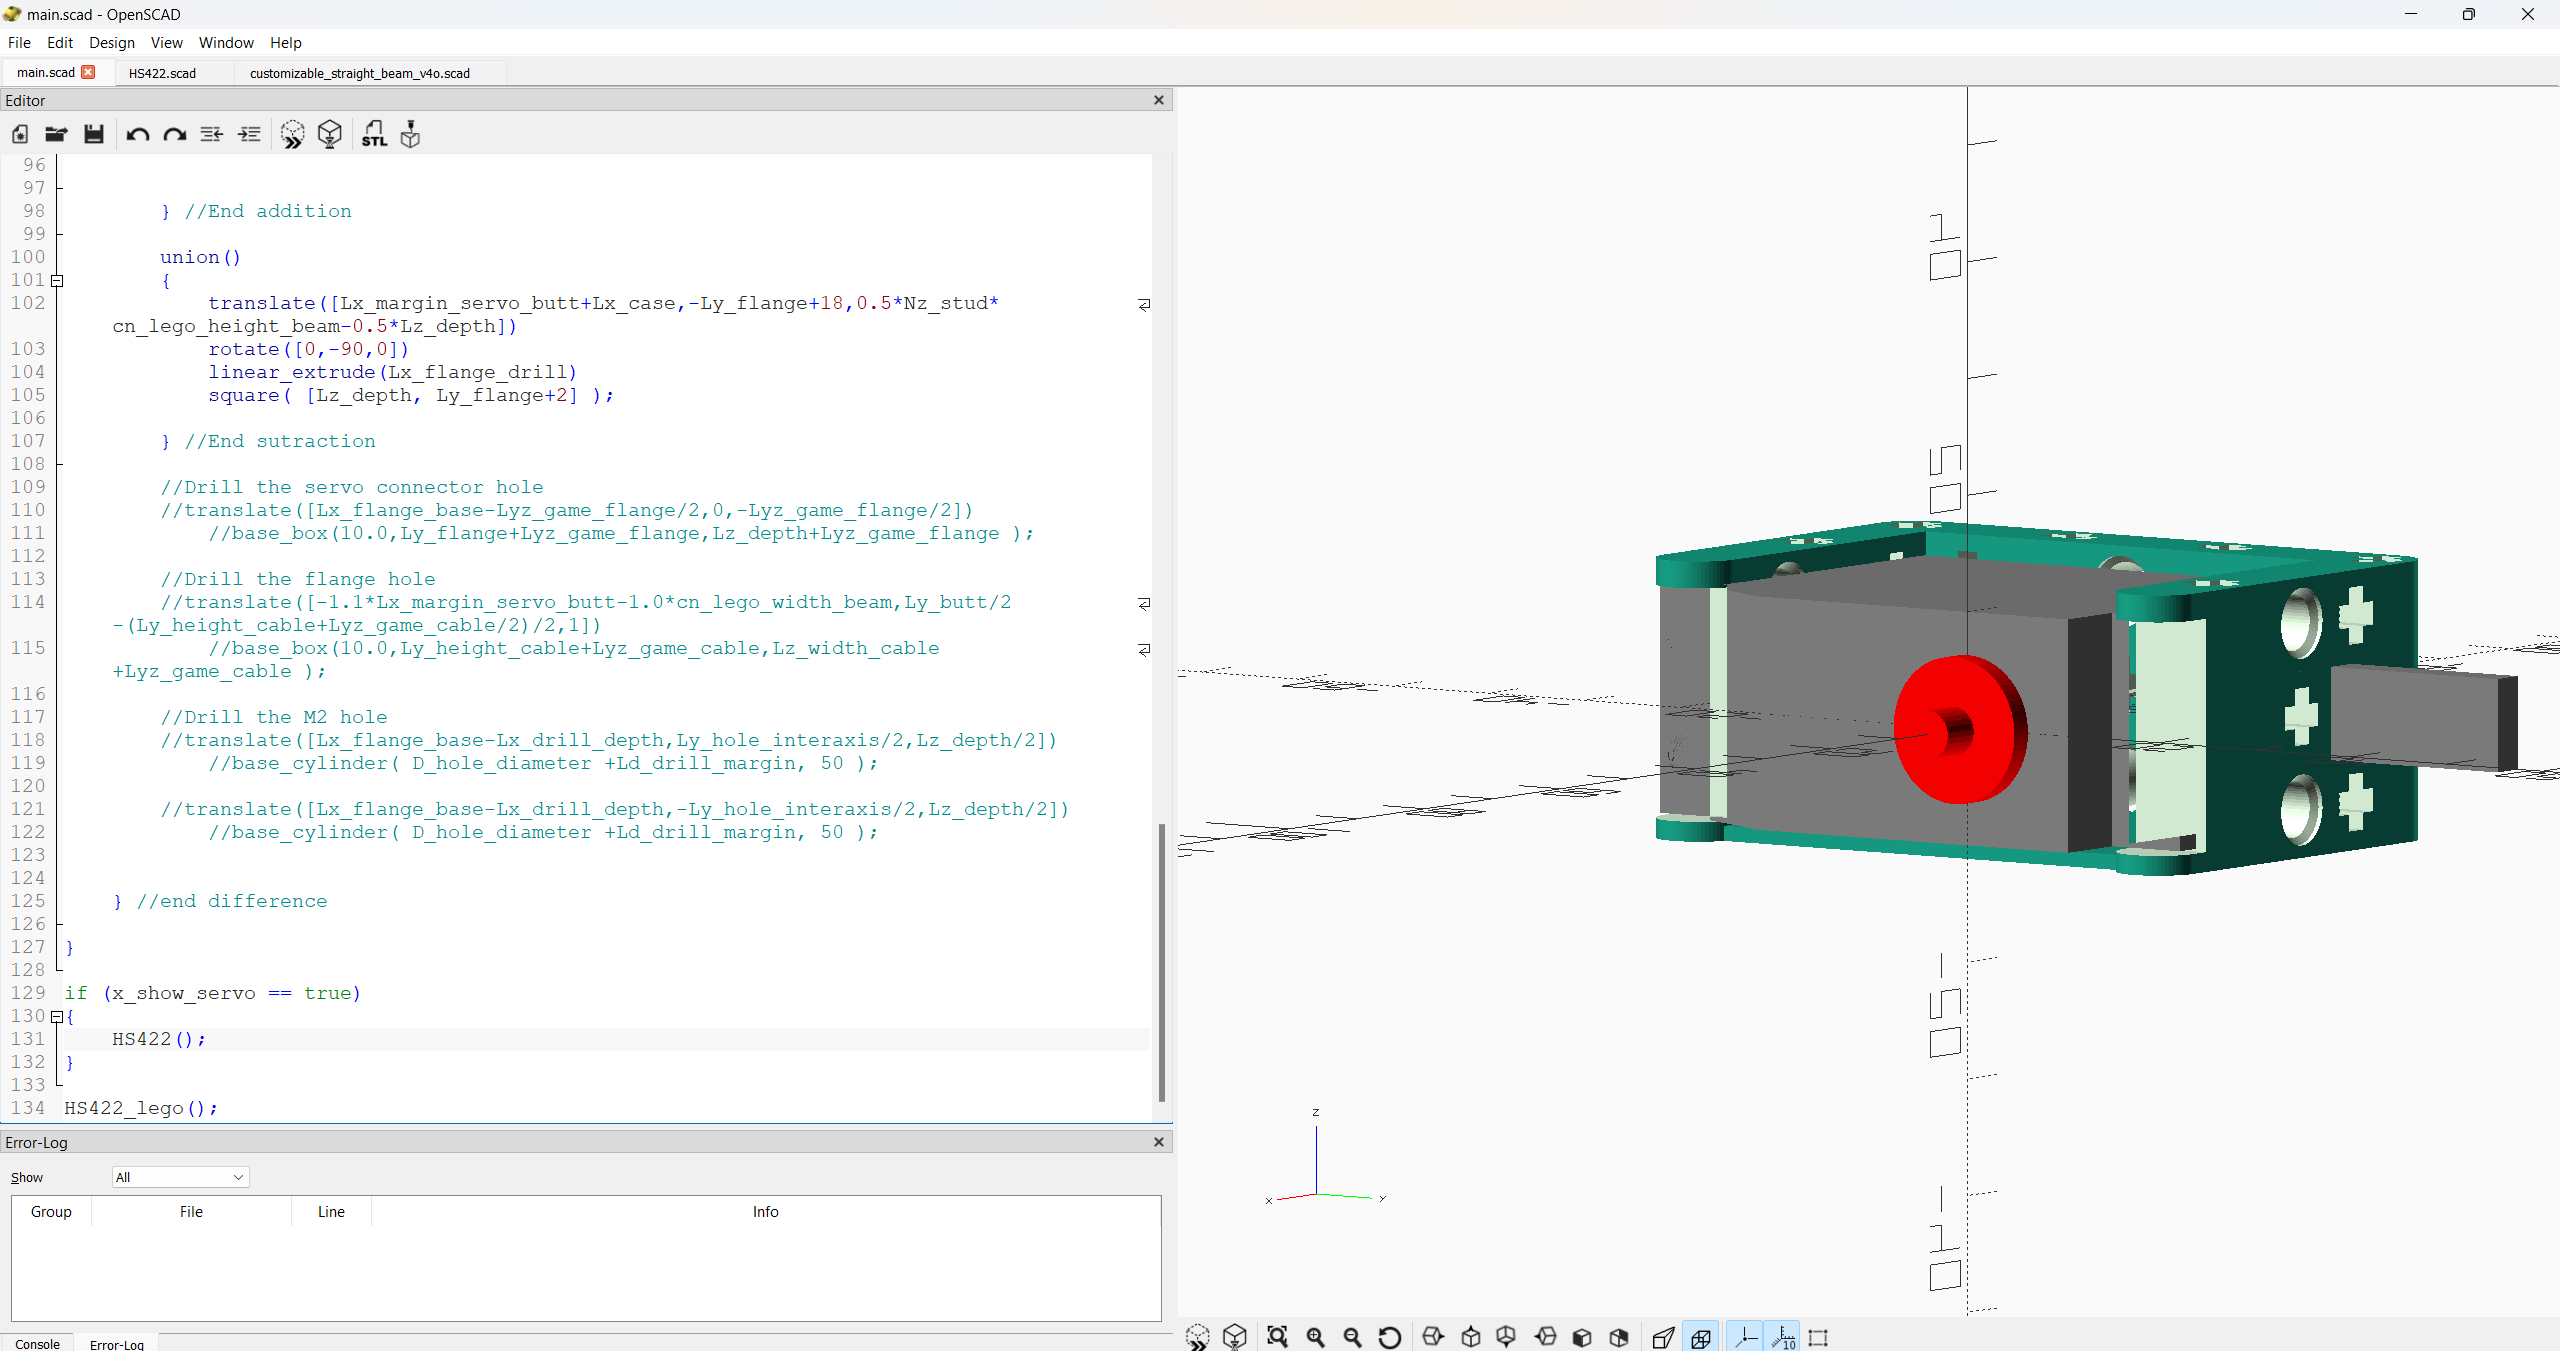 main.scad - OpenSCAD
File Edit Design View Window Help
main.scad HS422.scad customizable_straight_beam_v4o.scad
Editor
STL
96
97
98 } //End addition
99
100 union()
101 {
102 translate([Lx_margin_servo_butt+Lx_case,-Ly_flange+18,0.5*Nz_stud*
cn_lego_height_beam-0.5*Lz_depth])
103 rotate([0,-90,0])
104 linear_extrude(Lx_flange_drill)
105 square( [Lz_depth, Ly_flange+2] );
106
107 } //End sutraction
108
109 //Drill the servo connector hole
110 //translate([Lx_flange_base-Lyz_game_flange/2,0,-Lyz_game_flange/2])
111 //base_box(10.0,Ly_flange+Lyz_game_flange,Lz_depth+Lyz_game_flange );
112
113 //Drill the flange hole
114 //translate([-1.1*Lx_margin_servo_butt-1.0*cn_lego_width_beam,Ly_butt/2
-(Ly_height_cable+Lyz_game_cable/2)/2,1])
115 //base_box(10.0,Ly_height_cable+Lyz_game_cable,Lz_width_cable
+Lyz_game_cable );
116
117 //Drill the M2 hole
118 //translate([Lx_flange_base-Lx_drill_depth,Ly_hole_interaxis/2,Lz_depth/2])
119 //base_cylinder( D_hole_diameter +Ld_drill_margin, 50 );
120
121 //translate([Lx_flange_base-Lx_drill_depth,-Ly_hole_interaxis/2,Lz_depth/2])
122 //base_cylinder( D_hole_diameter +Ld_drill_margin, 50 );
123
124
125 } //end difference
126
127 }
128
129 if (x_show_servo == true)
130 {
131 HS422();
132 }
133
134 HS422_lego();
Error-Log
Show All
Group File Line Info
Console Error-Log
10
50
-50
-10
z
x
y
10